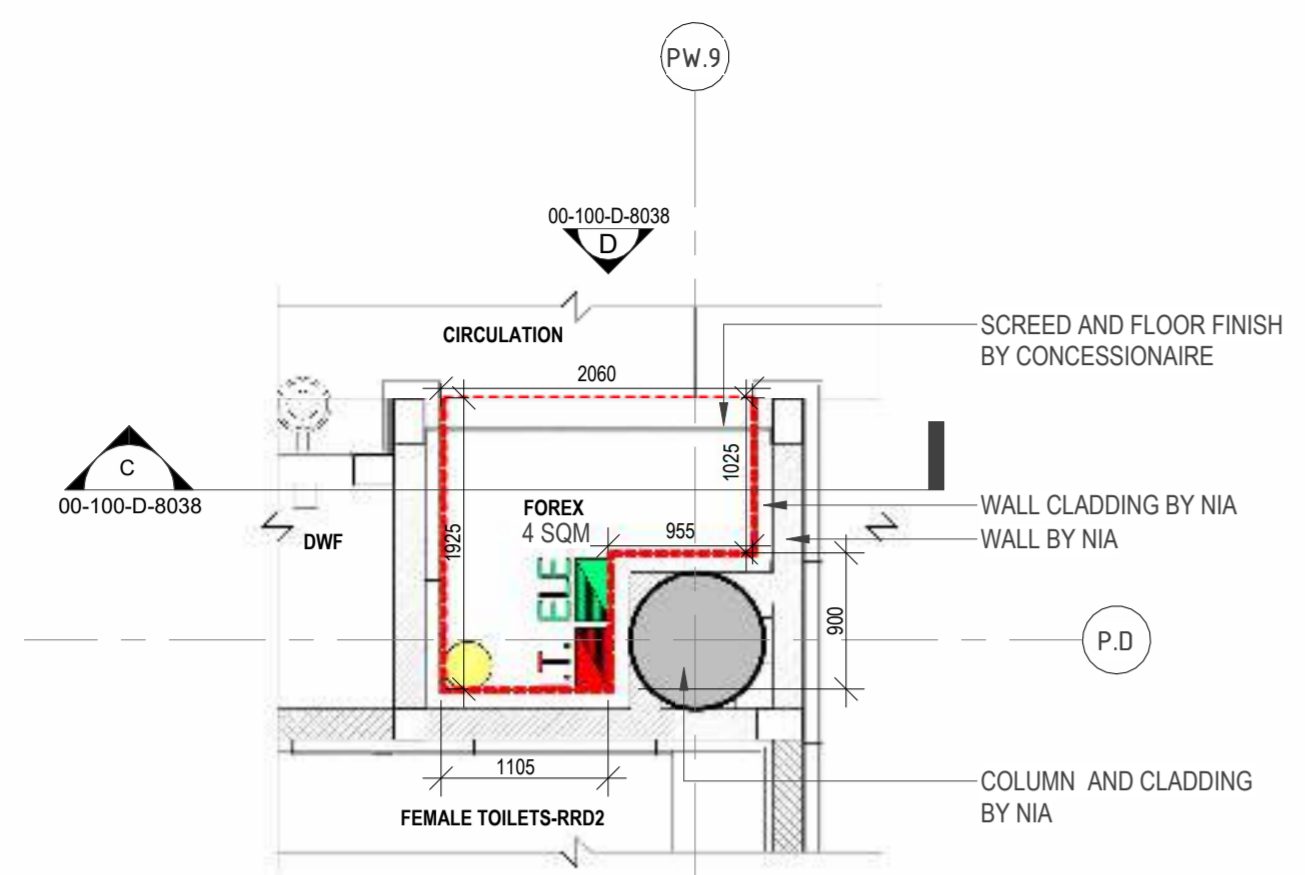 PW.9
00-100-D-8038
D
CIRCULATION
SCREED AND FLOOR FINISH
BY CONCESSIONAIRE
2060
1025
C
00-100-D-8038
FOREX
4 SQM
WALL CLADDING BY NIA
WALL BY NIA
DWF
1925
955
ELE
.T.
900
P.D
1105
COLUMN AND CLADDING
BY NIA
FEMALE TOILETS-RRD2